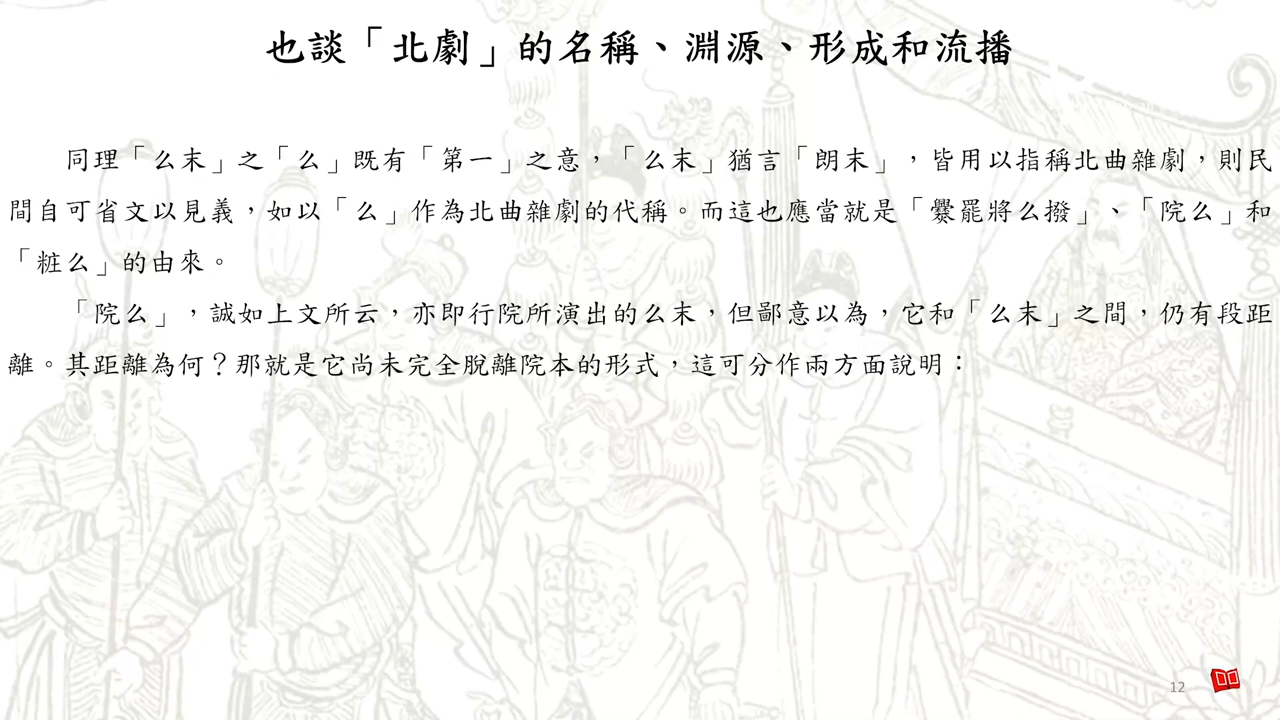 也談「北劇」的名稱、淵源、形成和流播
同理「么末」之「么」既有「第一」之意，「么末」猶言「朗末」，皆用以指稱北曲雜劇，則民
間自可省文以見義，如以「么」作為北曲雜劇的代稱。而這也應當就是「爨罷將么撥」、「院么」和
「粧么」的由來。
「院么」，誠如上文所云，亦即行院所演出的么末，但鄙意以為，它和「么末」之間，仍有段距
離。其距離為何？那就是它尚未完全脫離院本的形式，這可分作兩方面說明：
12